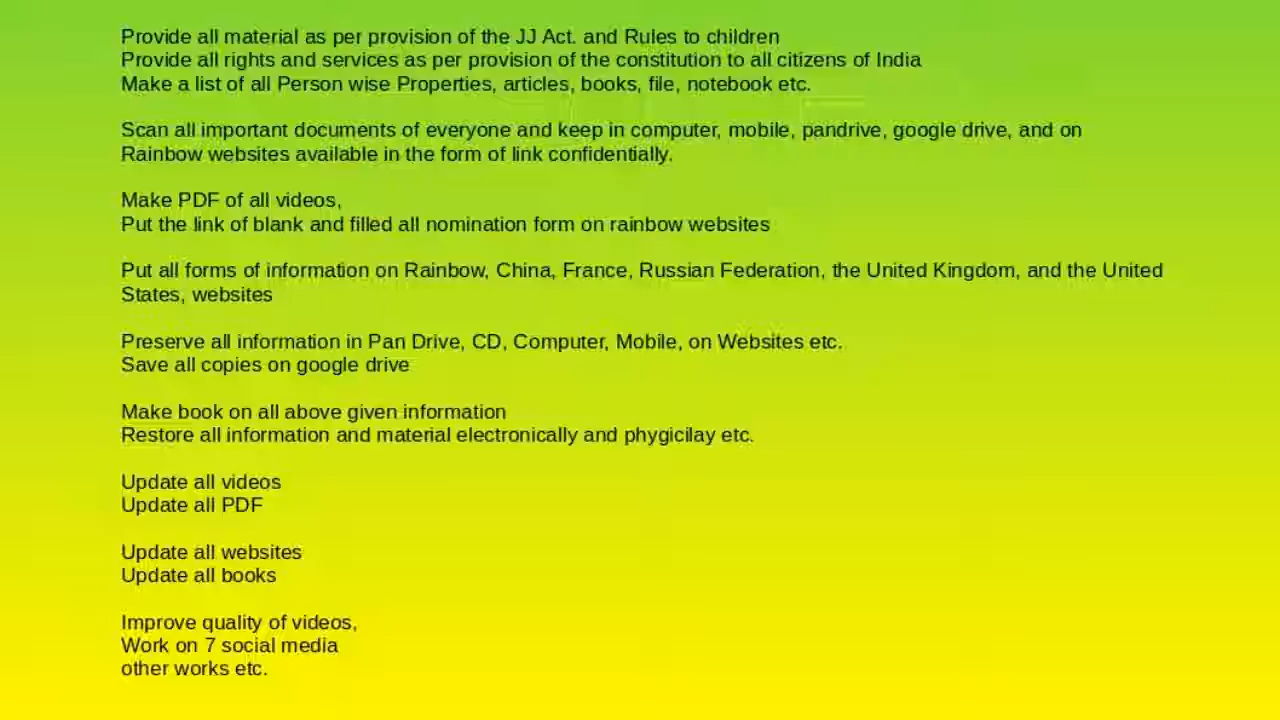 Provide all material as per provision of the JJ Act. and Rules to children
Provide all rights and services as per provision of the constitution to all citizens of India
Make a list of all Person wise Properties, articles, books, file, notebook etc.
Scan all important documents of everyone and keep in computer, mobile, pandrive, google drive, and on
Rainbow websites available in the form of link confidentially.
Make PDF of all videos,
Put the link of blank and filled all nomination form on rainbow websites
Put all forms of information on Rainbow, China, France, Russian Federation, the United Kingdom, and the United
States, websites
Preserve all information in Pan Drive, CD, Computer, Mobile, on Websites etc.
Save all copies on google drive
Make book on all above given information
Restore all information and material electronically and phygicilay etc.
Update all videos
Update all PDF
Update all websites
Update all books
Improve quality of videos,
Work on 7 social media
other works etc.